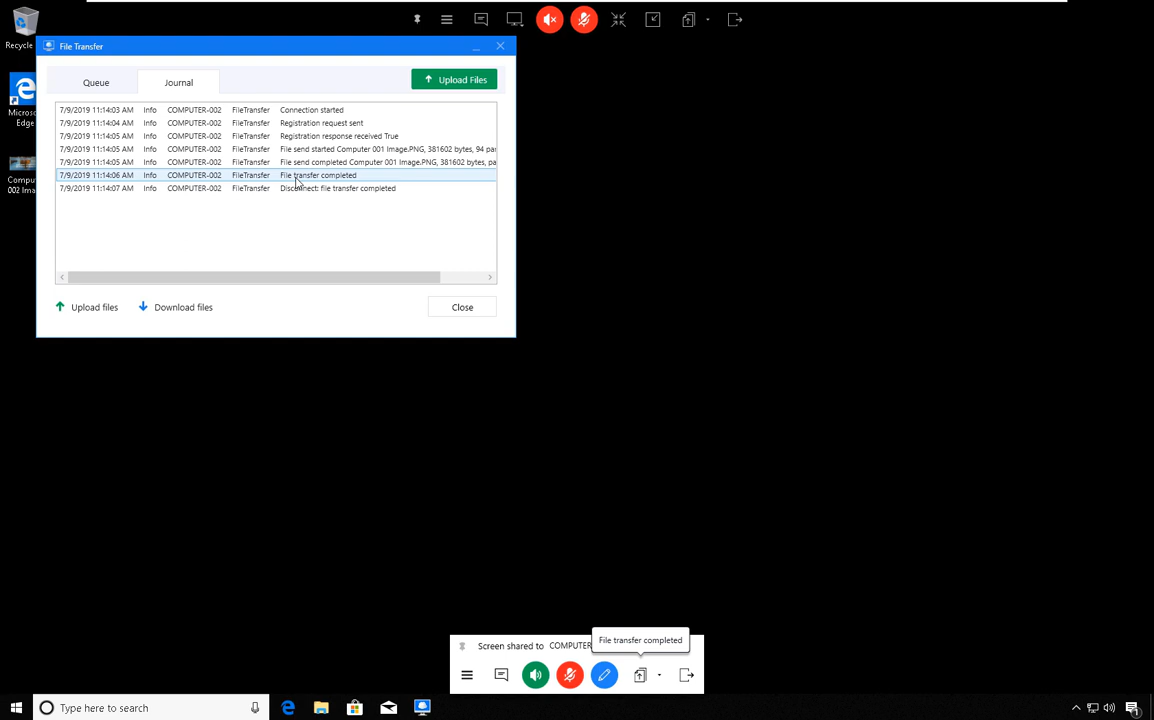 Recycle
File Transfer
Queue
Journal
Upload Files
Microso
Edge
7/9/2019 11:14:03 AM Info COMPUTER-002 FileTransfer Connection started
7/9/2019 11:14:04 AM Info COMPUTER-002 FileTransfer Registration request sent
7/9/2019 11:14:05 AM Info COMPUTER-002 FileTransfer Registration response received True
7/9/2019 11:14:05 AM Info COMPUTER-002 FileTransfer File send started Computer 001 Image.PNG, 381602 bytes, 94 pa
7/9/2019 11:14:05 AM Info COMPUTER-002 FileTransfer File send completed Computer 001 Image.PNG, 381602 bytes, pa
7/9/2019 11:14:06 AM Info COMPUTER-002 FileTransfer File transfer completed
7/9/2019 11:14:07 AM Info COMPUTER-002 FileTransfer Disconnect: file transfer completed
Comput
002 Ima
Upload files
Download files
Close
File transfer completed
Screen shared to COMPUTER
Type here to search
1